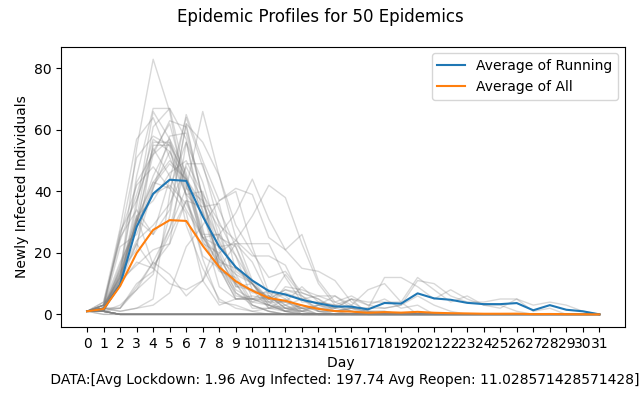 Epidemic Profiles for 50 Epidemics
Average of Running
Average of All
Newly Infected Individuals
80
60
40
20
0
0 1 2 3 4 5 6 7 8 9 10 11 12 13 14 15 16 17 18 19 20 21 22 23 24 25 26 27 28 29 30 31
Day
DATA:[Avg Lockdown: 1.96 Avg Infected: 197.74 Avg Reopen: 11.028571428571428]